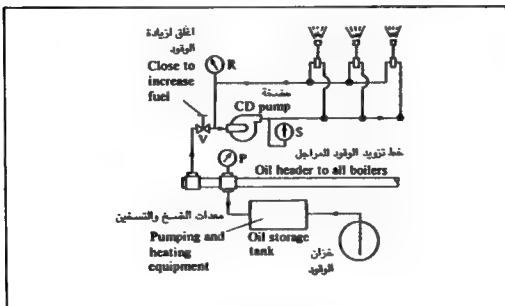 اغلق لزيادة
الوقود
Close to
increase
fuel
R
مضخة
CD pump
V
S
خط تزويد الوقود للمراجل
P
Oil header to all boilers
معدات الضخ والتسخين
Pumping and
heating
equipment
Oil storage
tank
خزان
الوقود